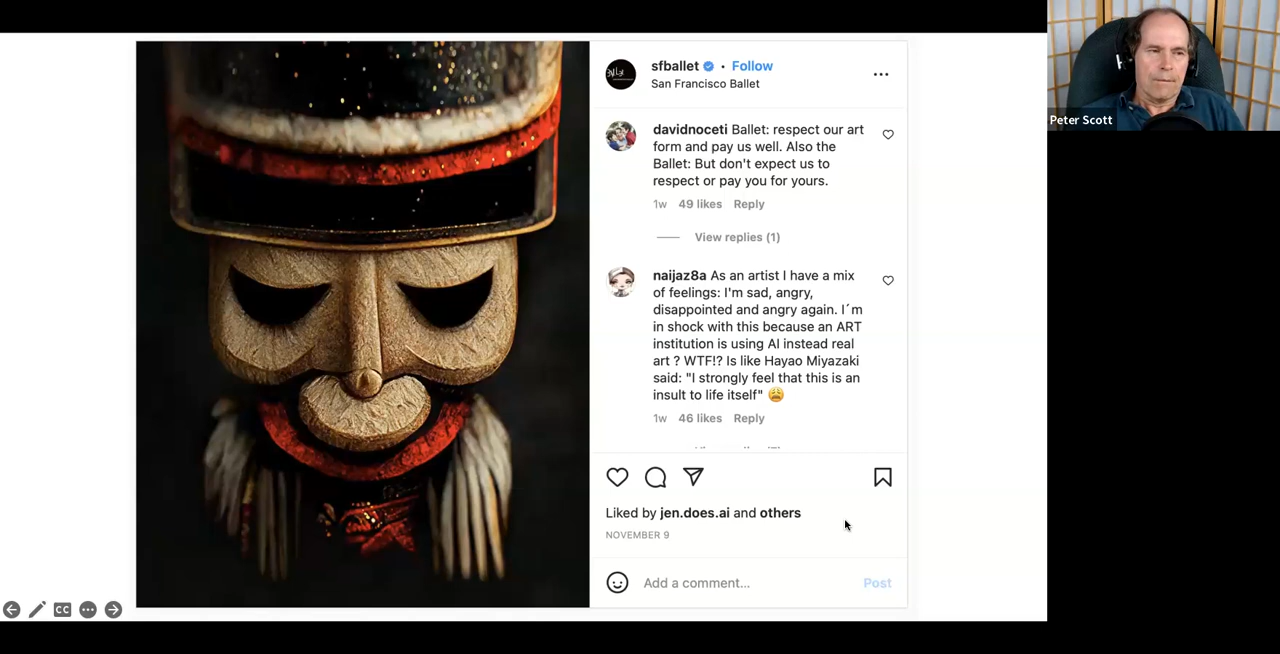 sfballet • Follow
San Francisco Ballet
davidnoceti Ballet: respect our art
form and pay us well. Also the
Ballet: But don't expect us to
respect or pay you for yours.
1w 49 likes Reply
View replies (1)
naijaz8a As an artist I have a mix
of feelings: I'm sad, angry,
disappointed and angry again. I´m
in shock with this because an ART
institution is using AI instead real
art ? WTF!? Is like Hayao Miyazaki
said: "I strongly feel that this is an
insult to life itself" 😩
1w 46 likes Reply
Liked by jen.does.ai and others
NOVEMBER 9
Add a comment... Post
CC
Peter Scott